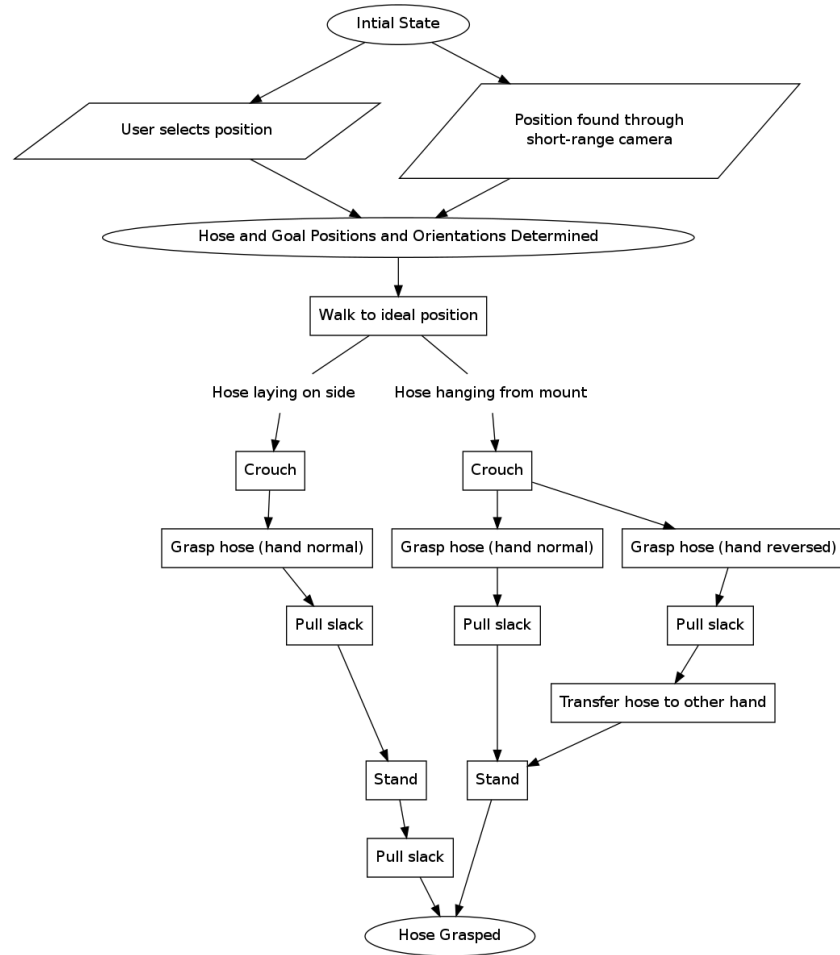 Intial State
User selects position
Position found through
short-range camera
Hose and Goal Positions and Orientations Determined
Walk to ideal position
Hose laying on side
Hose hanging from mount
Crouch
Crouch
Grasp hose (hand normal)
Grasp hose (hand normal)
Grasp hose (hand reversed)
Pull slack
Pull slack
Pull slack
Transfer hose to other hand
Stand
Stand
Pull slack
Hose Grasped